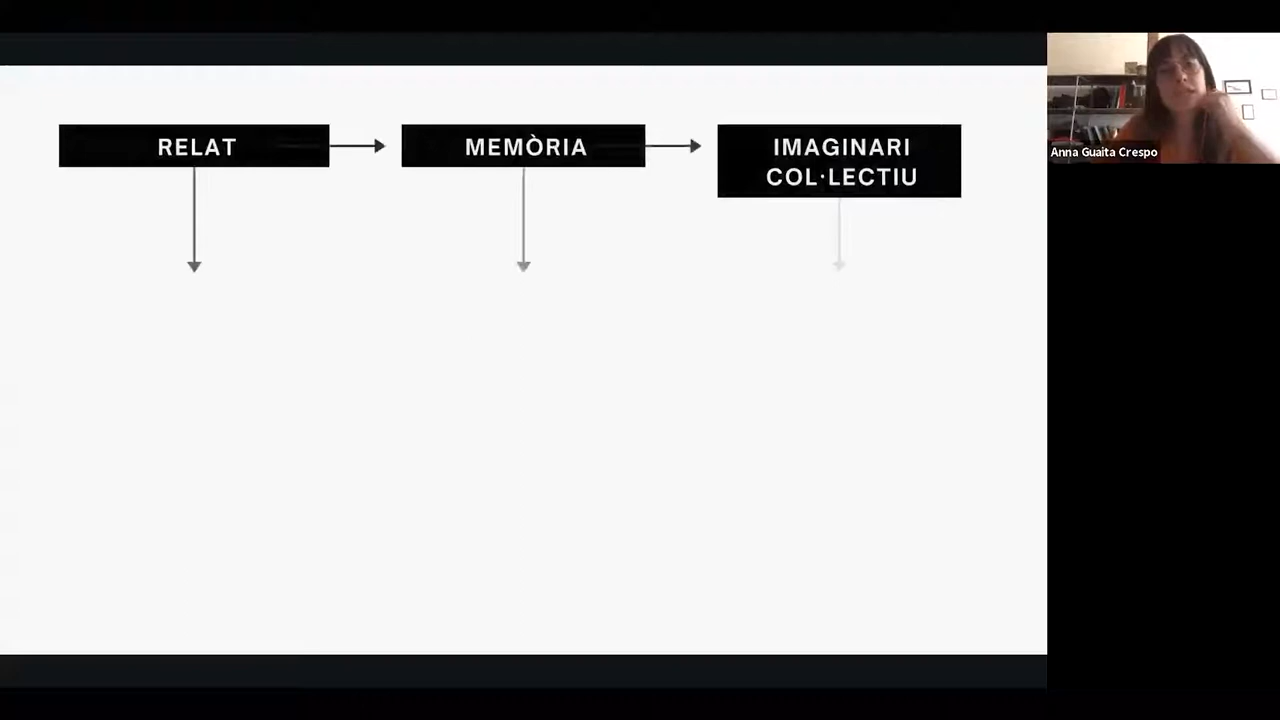 RELAT
MEMÒRIA
IMAGINARI
COL·LECTIU
Anna Guaita Crespo